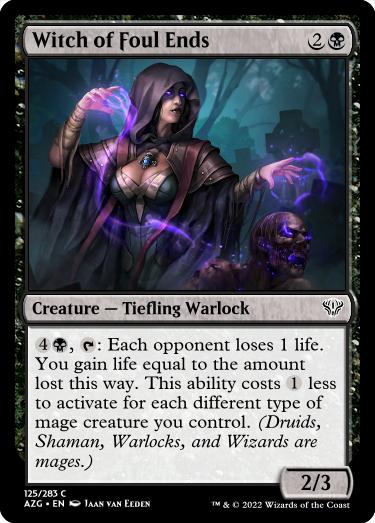 Witch of Foul Ends 2
Creature — Tiefling Warlock
4, : Each opponent loses 1 life.
You gain life equal to the amount
lost this way. This ability costs 1 less
to activate for each different type of
mage creature you control. (Druids,
Shaman, Warlocks, and Wizards are
mages.)
2/3
125/283 C
AZG • EN Jaan van Eeden
™ & © 2022 Wizards of the Coast